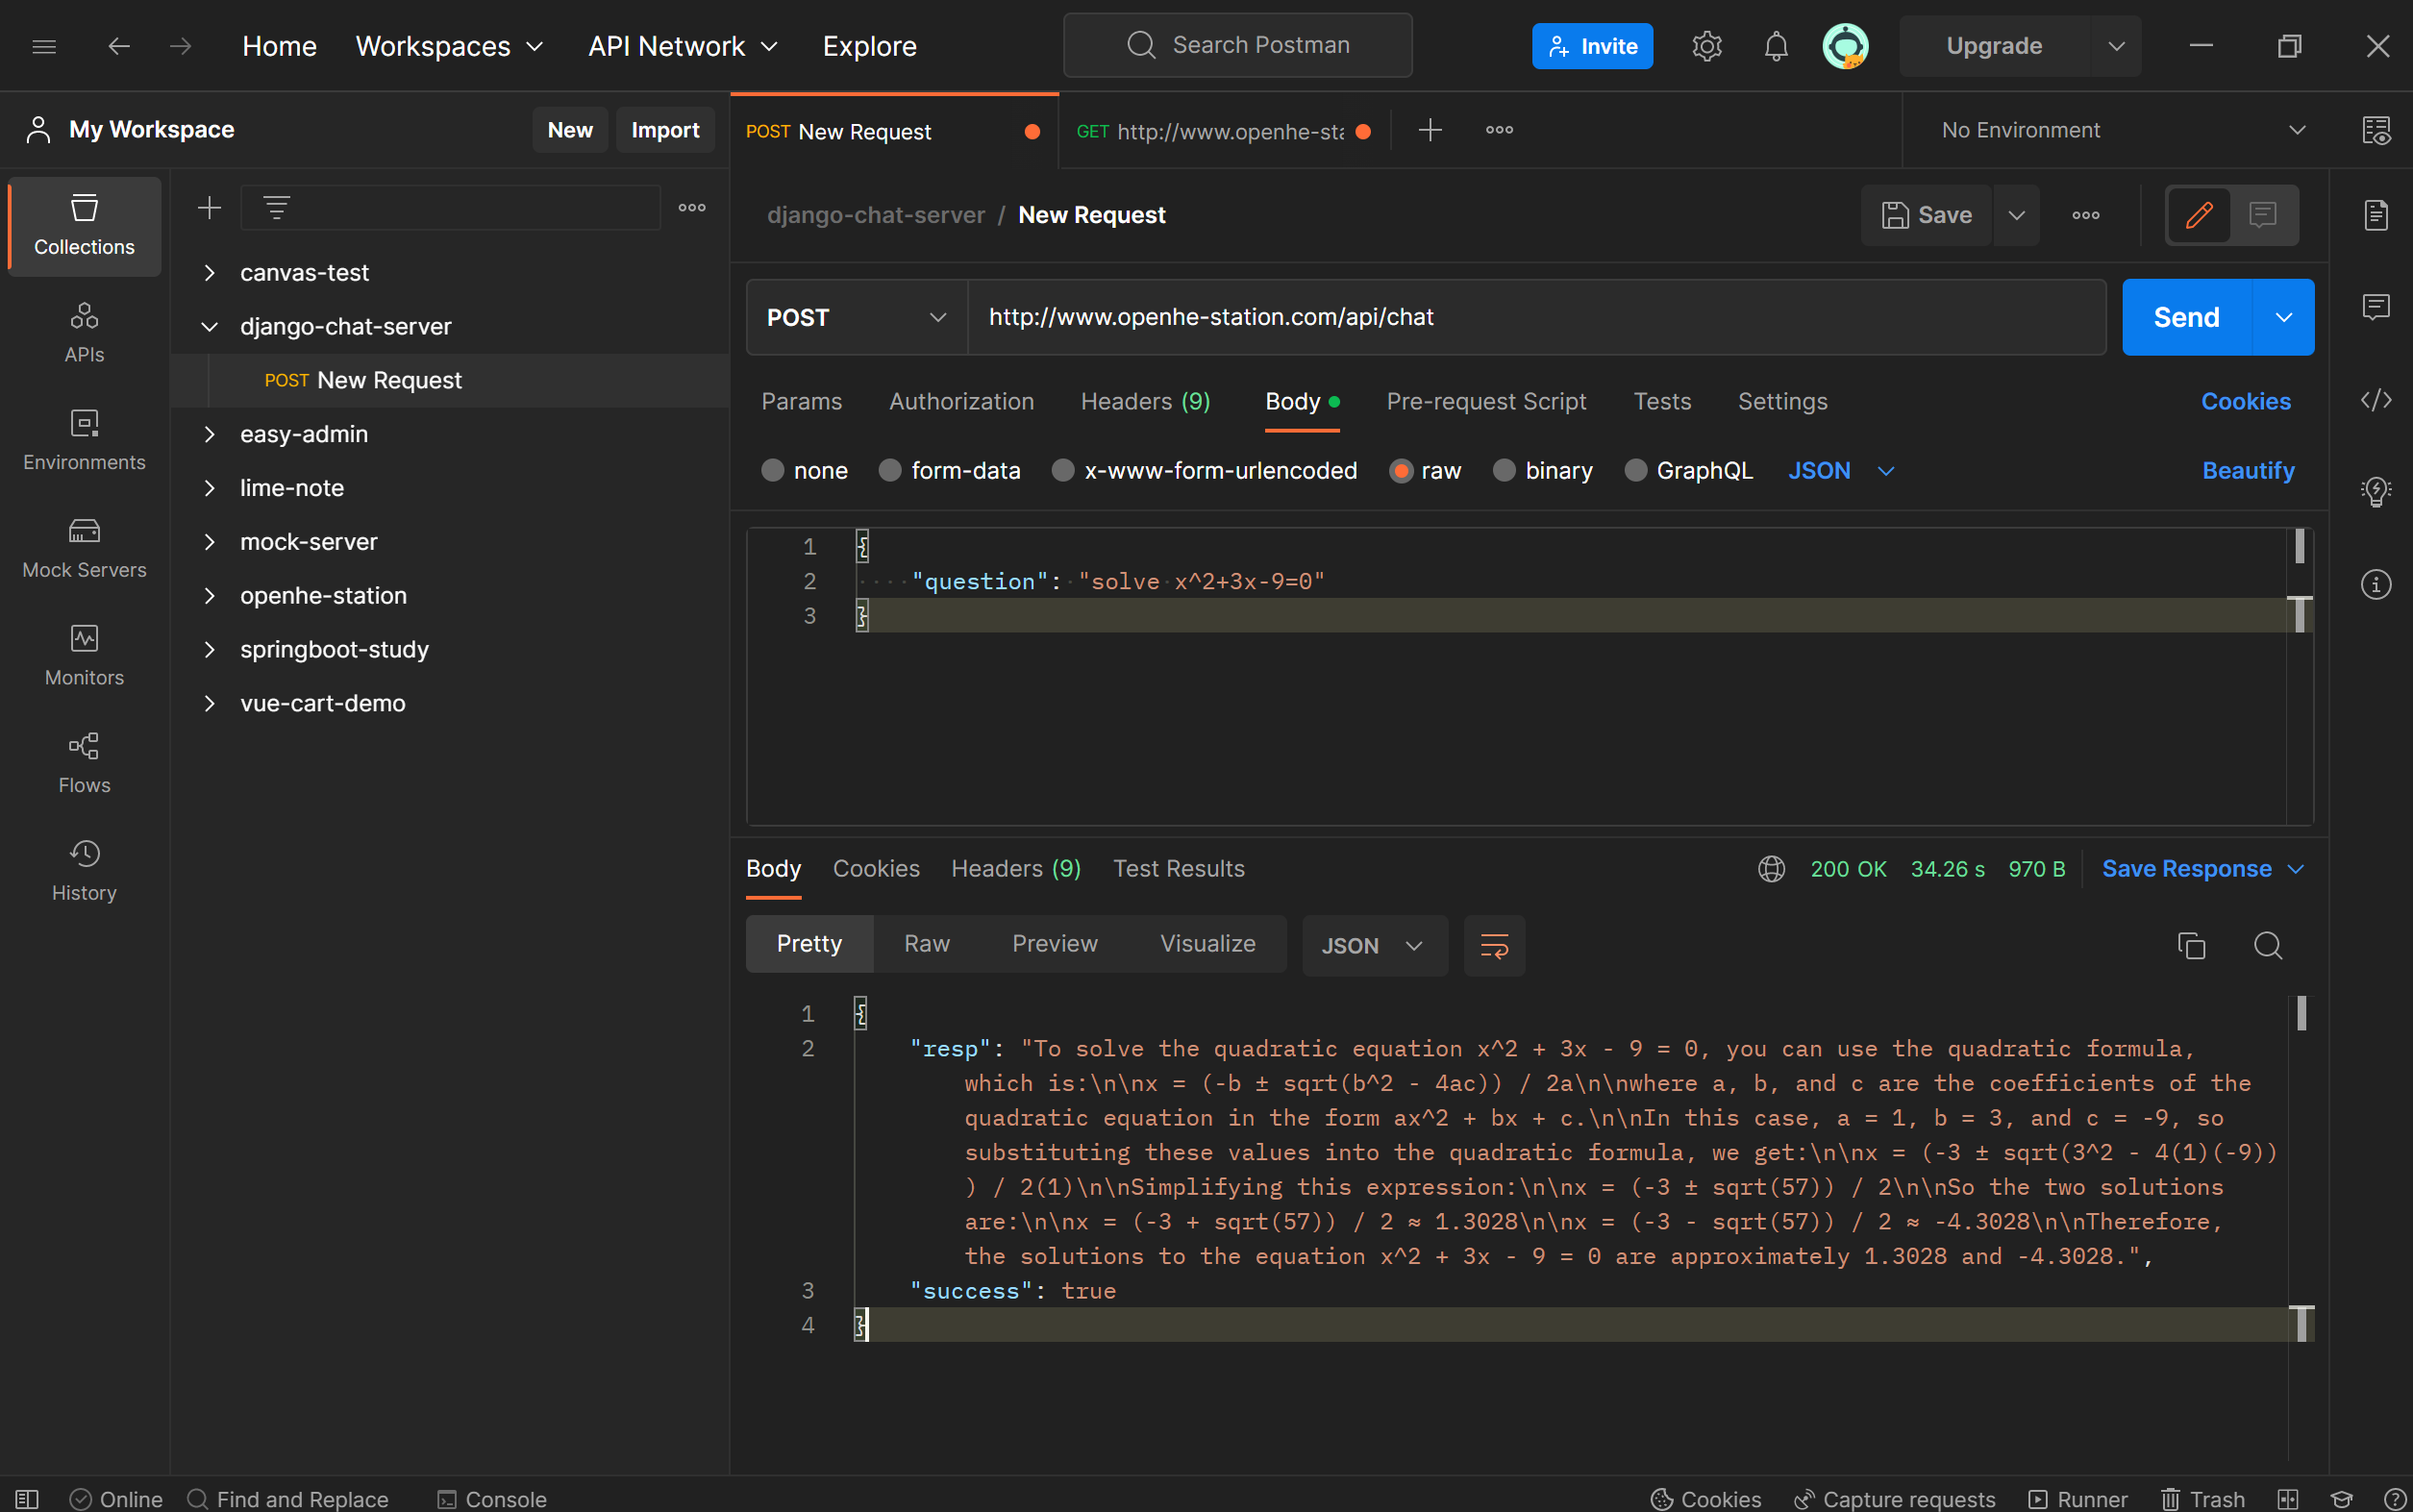 Home Workspaces API Network Explore Search Postman Invite Upgrade
My Workspace New Import
POST New Request GET http://www.openhe-sta No Environment
Collections
APIs
Environments
Mock Servers
Monitors
Flows
History
canvas-test
django-chat-server
POST New Request
easy-admin
lime-note
mock-server
openhe-station
springboot-study
vue-cart-demo
django-chat-server / New Request Save
POST http://www.openhe-station.com/api/chat Send
Params Authorization Headers (9) Body Pre-request Script Tests Settings Cookies
none form-data x-www-form-urlencoded raw binary GraphQL JSON Beautify
1 {
2 "question": "solve x^2+3x-9=0"
3 }
Body Cookies Headers (9) Test Results 200 OK 34.26 s 970 B Save Response
Pretty Raw Preview Visualize JSON
1 {
2 "resp": "To solve the quadratic equation x^2 + 3x - 9 = 0, you can use the quadratic formula,
which is:\n\nx = (-b ± sqrt(b^2 - 4ac)) / 2a\n\nwhere a, b, and c are the coefficients of the
quadratic equation in the form ax^2 + bx + c.\n\nIn this case, a = 1, b = 3, and c = -9, so
substituting these values into the quadratic formula, we get:\n\nx = (-3 ± sqrt(3^2 - 4(1)(-9))
) / 2(1)\n\nSimplifying this expression:\n\nx = (-3 ± sqrt(57)) / 2\n\nSo the two solutions
are:\n\nx = (-3 + sqrt(57)) / 2 ≈ 1.3028\n\nx = (-3 - sqrt(57)) / 2 ≈ -4.3028\n\nTherefore,
the solutions to the equation x^2 + 3x - 9 = 0 are approximately 1.3028 and -4.3028.",
3 "success": true
4 }
Online Find and Replace Console Cookies Capture requests Runner Trash